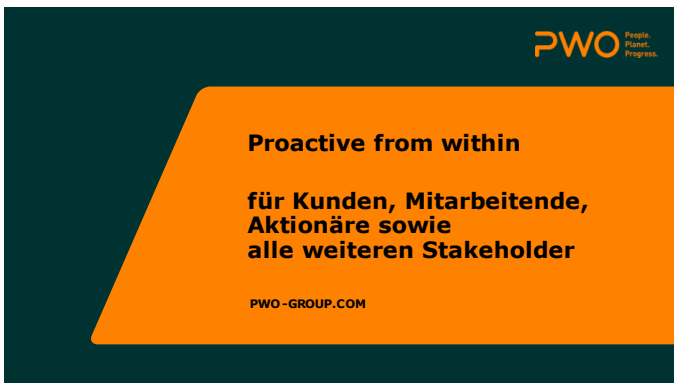 PWO
People.
Planet.
Progress.
Proactive from within
für Kunden, Mitarbeitende,
Aktionäre sowie
alle weiteren Stakeholder
PWO-GROUP.COM